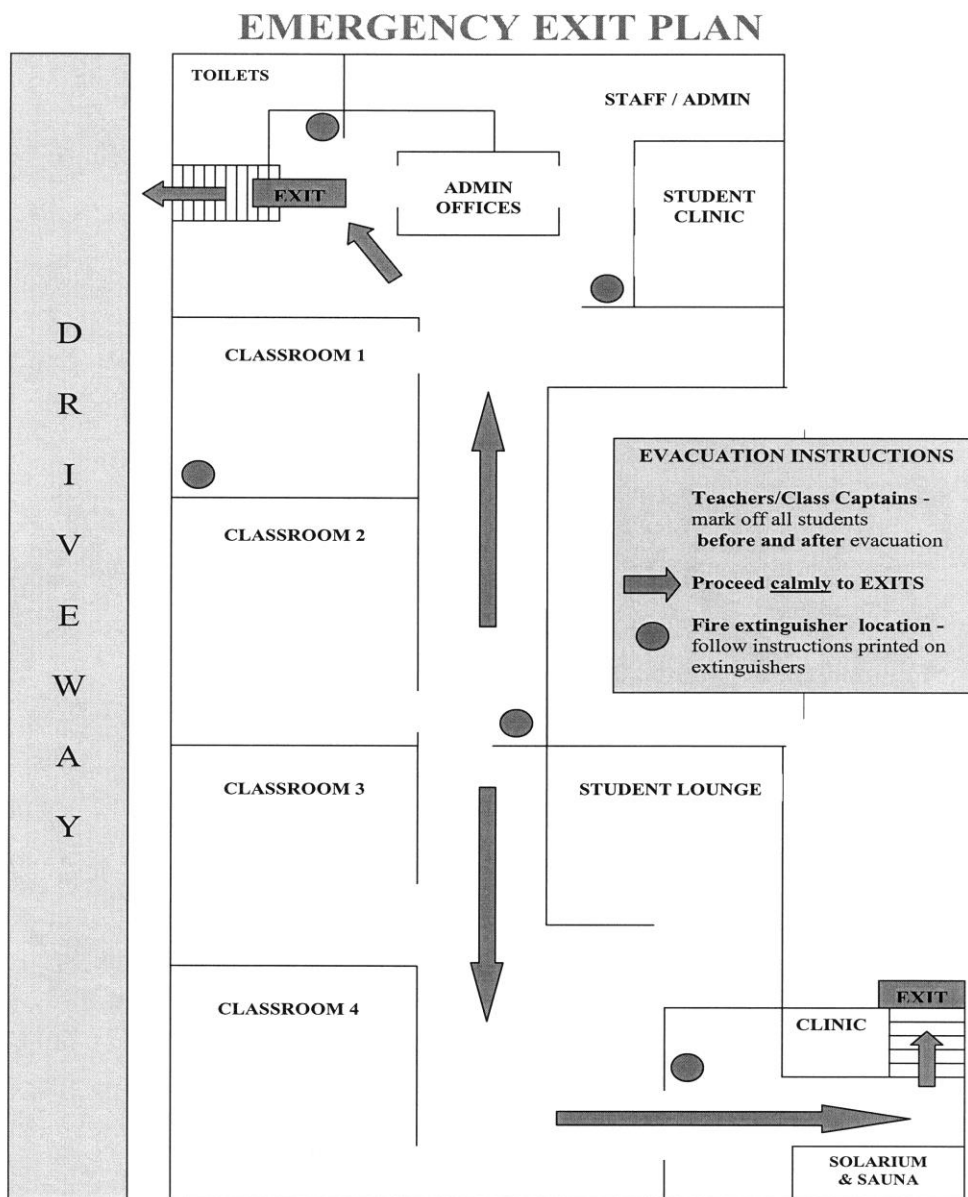 EMERGENCY EXIT PLAN
TOILETS
STAFF / ADMIN
EXIT
ADMIN
OFFICES
STUDENT
CLINIC
DRIVEWAY
CLASSROOM 1
EVACUATION INSTRUCTIONS
Teachers/Class Captains -
mark off all students
before and after evacuation
Proceed calmly to EXITS
Fire extinguisher location -
follow instructions printed on
extinguishers
CLASSROOM 2
CLASSROOM 3
STUDENT LOUNGE
CLASSROOM 4
EXIT
CLINIC
SOLARIUM
& SAUNA